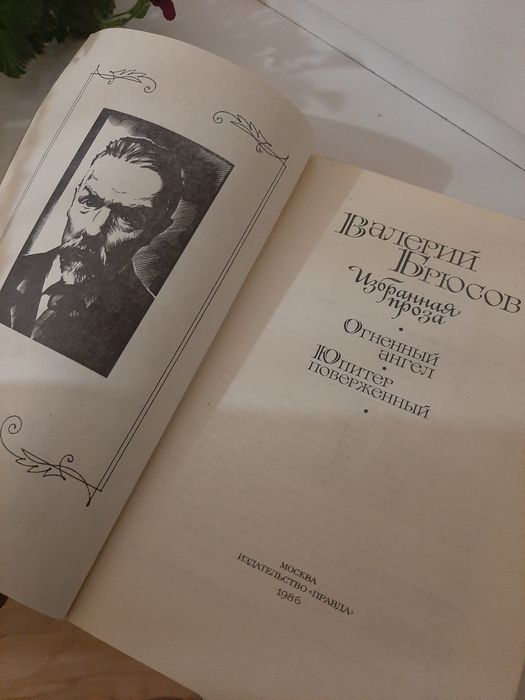 Валерий
Брюсов
Избранная
проза
•
Огненный
ангел
•
Юпитер
поверженный
•
МОСКВА
ИЗДАТЕЛЬСТВО «ПРАВДА»
1986